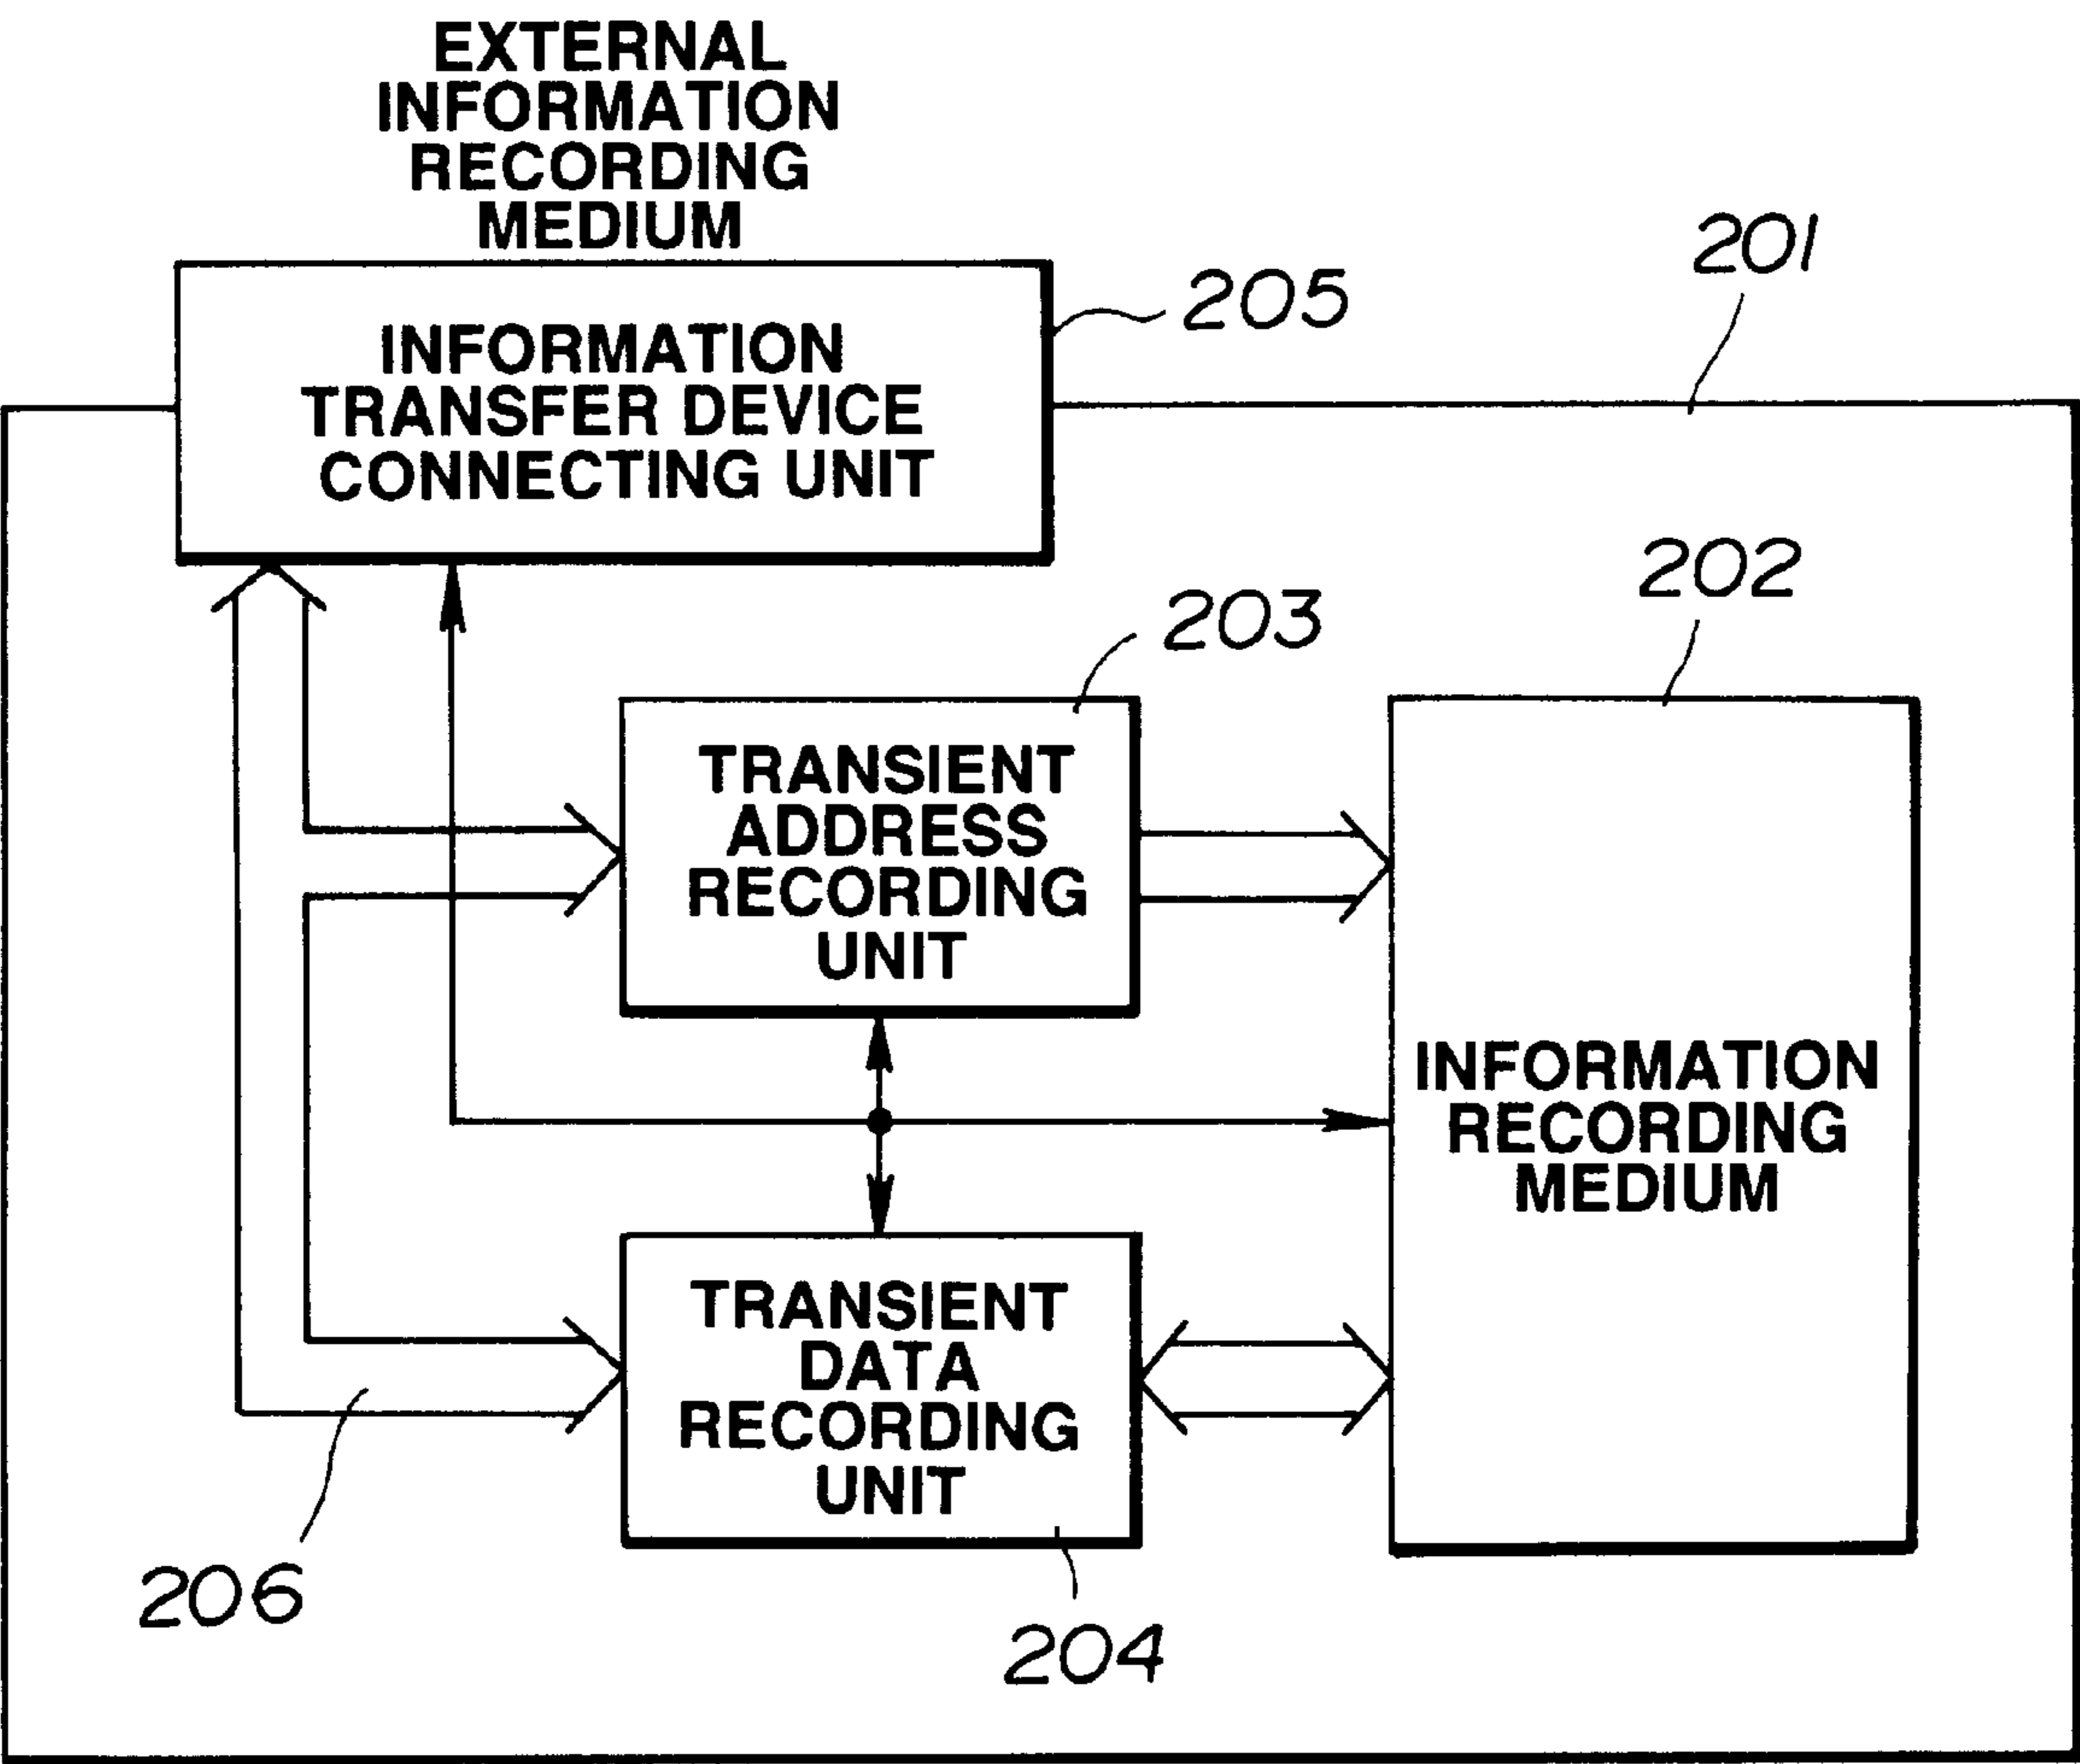 EXTERNAL
INFORMATION
RECORDING
MEDIUM
201
205
INFORMATION
TRANSFER DEVICE
CONNECTING UNIT
202
203
TRANSIENT
ADDRESS
RECORDING
UNIT
INFORMATION
RECORDING
MEDIUM
TRANSIENT
DATA
RECORDING
UNIT
206
204